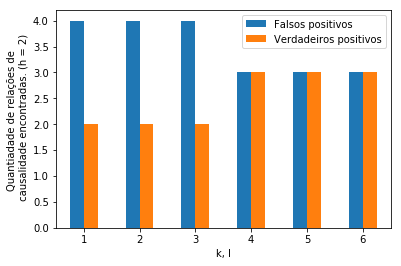 Quantiadade de relações de
causalidade encontradas. (h = 2)
4.0
3.5
3.0
2.5
2.0
1.5
1.0
0.5
0.0
Falsos positivos
Verdadeiros positivos
1 2 3 4 5 6
k, l